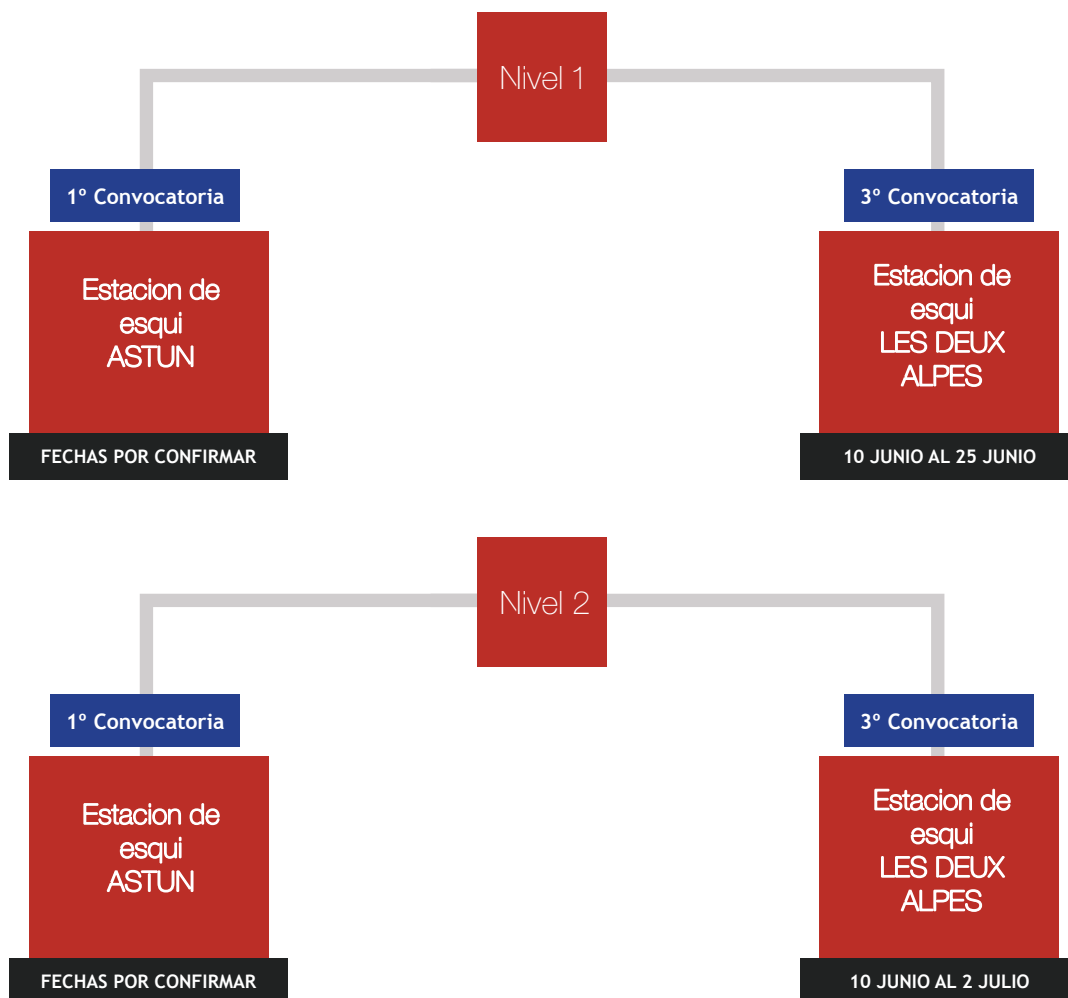 Nivel 1
1º Convocatoria
Estacion de
esqui
ASTUN
FECHAS POR CONFIRMAR
3º Convocatoria
Estacion de
esqui
LES DEUX
ALPES
10 JUNIO AL 25 JUNIO
Nivel 2
1º Convocatoria
Estacion de
esqui
ASTUN
FECHAS POR CONFIRMAR
3º Convocatoria
Estacion de
esqui
LES DEUX
ALPES
10 JUNIO AL 2 JULIO